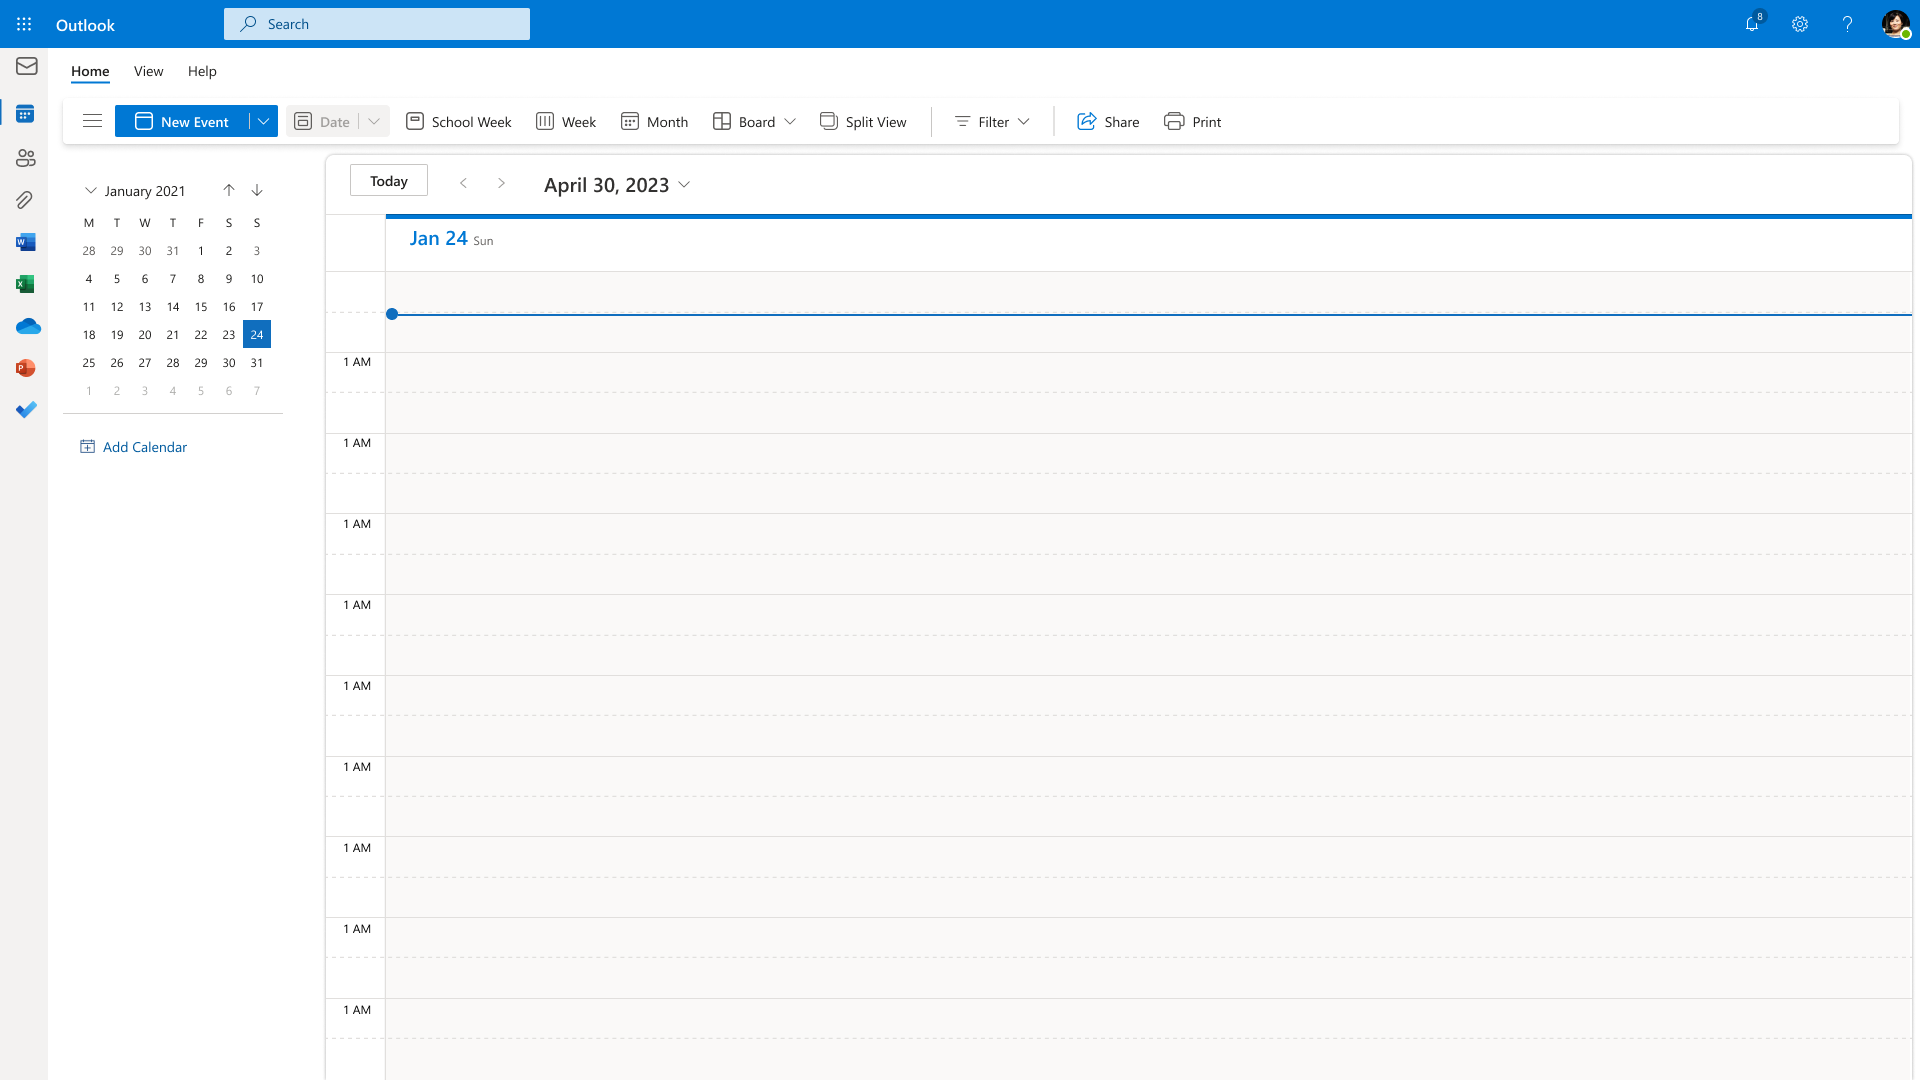 Outlook
Search
8
Home View Help
New Event Date School Week Week Month Board Split View Filter Share Print
January 2021
M T W T F S S
28 29 30 31 1 2 3
4 5 6 7 8 9 10
11 12 13 14 15 16 17
18 19 20 21 22 23 24
25 26 27 28 29 30 31
1 2 3 4 5 6 7
Add Calendar
Today April 30, 2023
Jan 24 Sun
1 AM
1 AM
1 AM
1 AM
1 AM
1 AM
1 AM
1 AM
1 AM